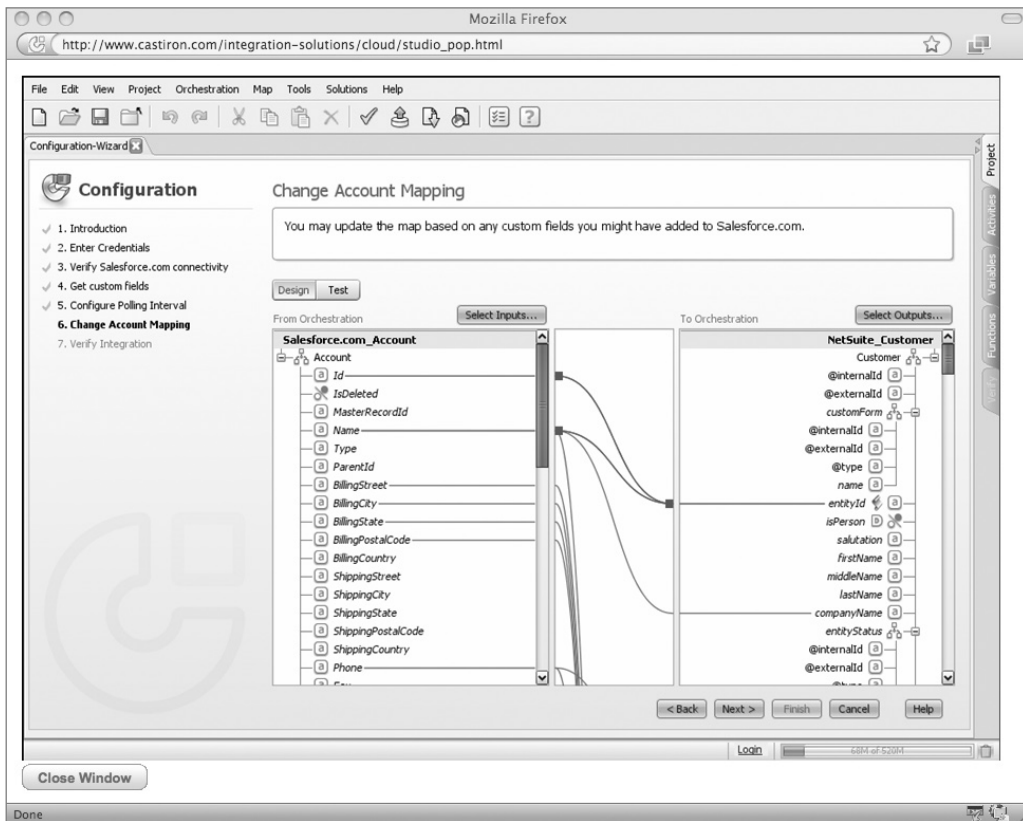 Mozilla Firefox
http://www.castiron.com/integration-solutions/cloud/studio_pop.html
File Edit View Project Orchestration Map Tools Solutions Help
Configuration-Wizard
Configuration
1. Introduction
2. Enter Credentials
3. Verify Salesforce.com connectivity
4. Get custom fields
5. Configure Polling Interval
6. Change Account Mapping
7. Verify Integration
Change Account Mapping
You may update the map based on any custom fields you might have added to Salesforce.com.
Design Test
From Orchestration
Select Inputs...
Salesforce.com_Account
Account
a Id
IsDeleted
a MasterRecordId
a Name
a Type
a ParentId
a BillingStreet
a BillingCity
a BillingState
a BillingPostalCode
a BillingCountry
a ShippingStreet
a ShippingCity
a ShippingState
a ShippingPostalCode
a ShippingCountry
a Phone
To Orchestration
Select Outputs...
NetSuite_Customer
Customer
@internalId a
@externalId a
customForm
@internalId a
@externalId a
@type a
name a
entityId a
isPerson D
salutation a
firstName a
middleName a
lastName a
companyName a
entityStatus
@internalId a
@externalId a
< Back Next > Finish Cancel Help
Project
Activities
Variables
Functions
Verify
Login
68M of 520M
Close Window
Done